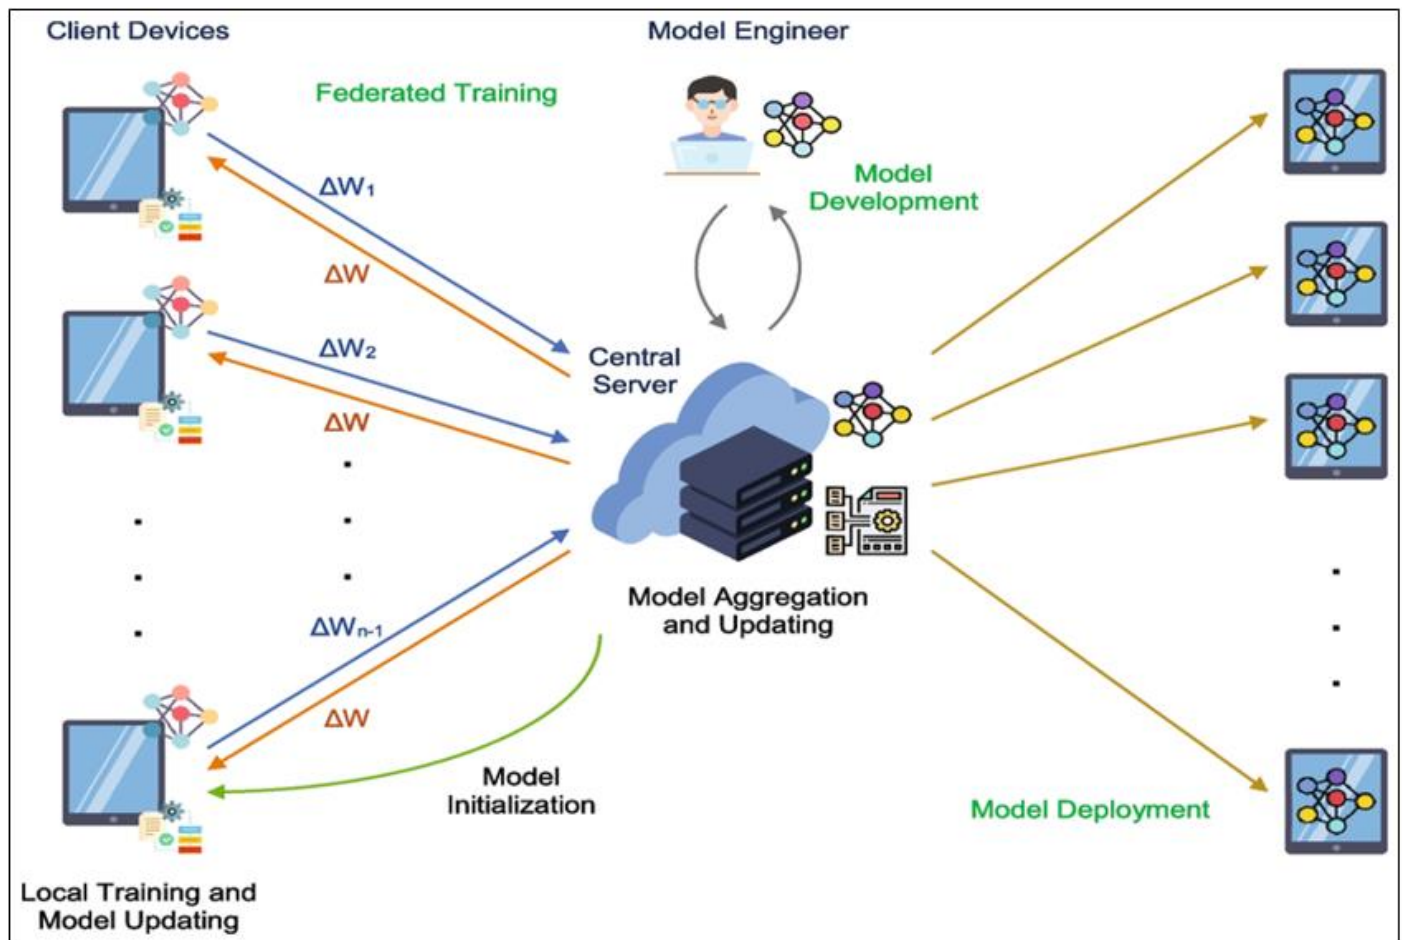 Client Devices
Model Engineer
Federated Training
ΔW₁
Model
Development
ΔW
ΔW₂
Central
Server
ΔW
Model Aggregation
and Updating
ΔWₙ₋₁
ΔW
Model
Initialization
Model Deployment
Local Training and
Model Updating